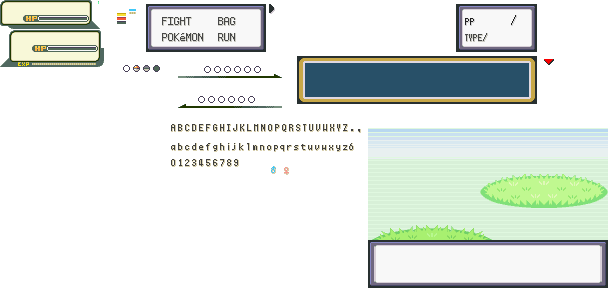 HP
HP
EXP
FIGHT BAG
POKéMON RUN
PP /
TYPE/
ABCDEFGHIJKLMNOPQRSTUVWXYZ.,
abcdefghijklmnopqrstuvwxyzó
0123456789